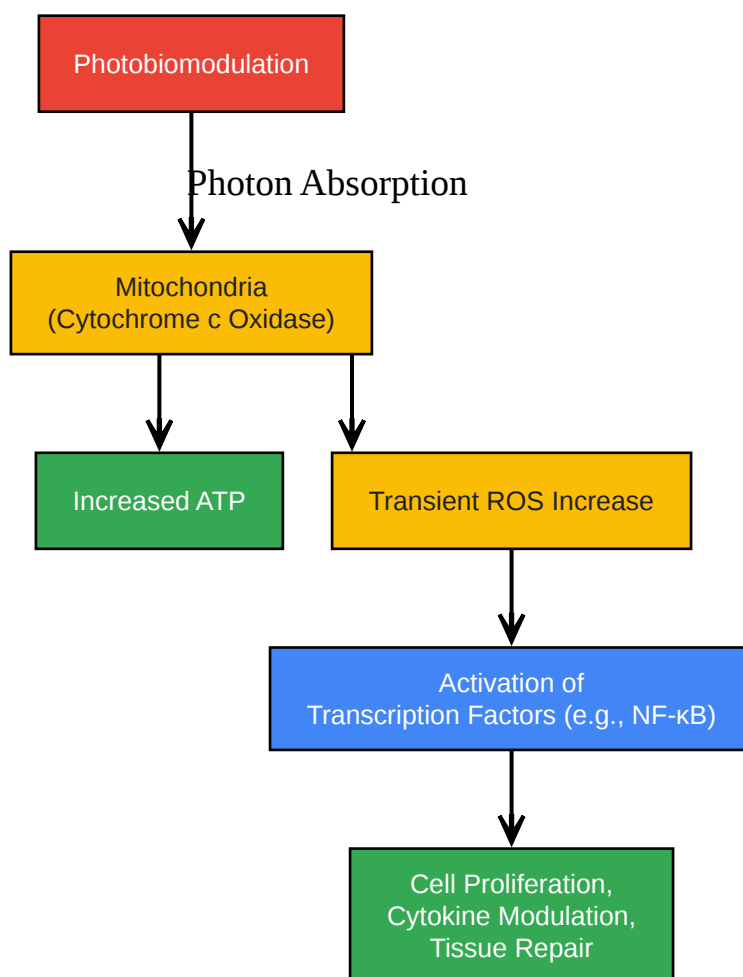 Photobiomodulation
Photon Absorption
Mitochondria
(Cytochrome c Oxidase)
Increased ATP
Transient ROS Increase
Activation of
Transcription Factors (e.g., NF-κB)
Cell Proliferation,
Cytokine Modulation,
Tissue Repair